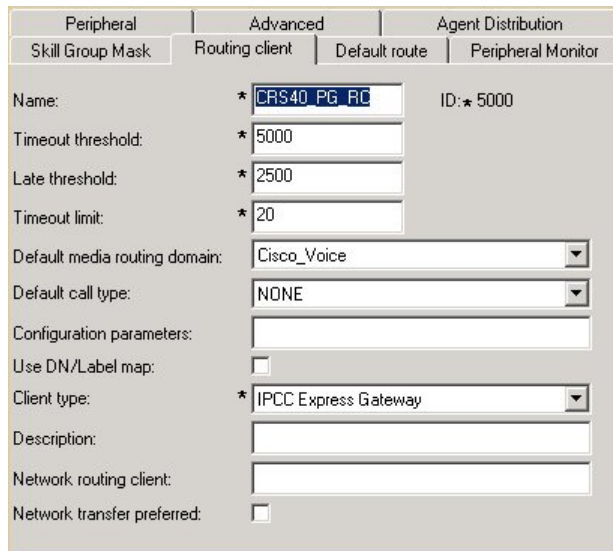 Peripheral Advanced Agent Distribution
Skill Group Mask Routing client Default route Peripheral Monitor
Name: * CRS40_PG_RC ID:* 5000
Timeout threshold: * 5000
Late threshold: * 2500
Timeout limit: * 20
Default media routing domain: Cisco_Voice
Default call type: NONE
Configuration parameters:
Use DN/Label map:
Client type: * IPCC Express Gateway
Description:
Network routing client:
Network transfer preferred: